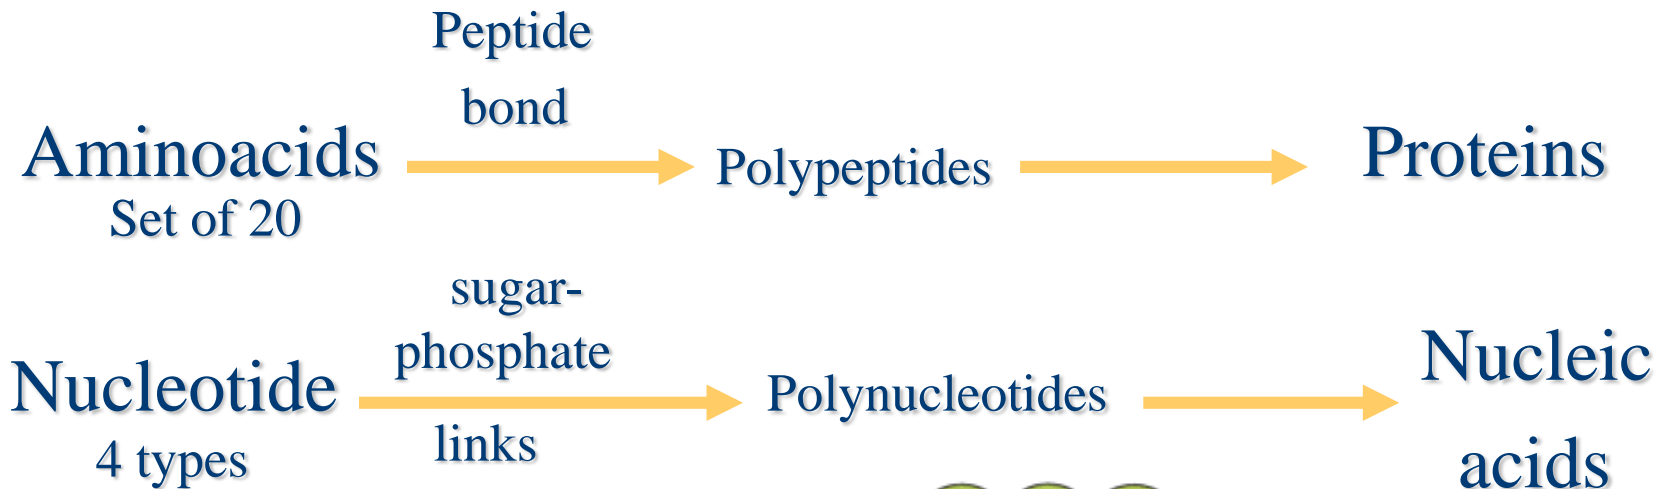 Peptide
bond
Aminoacids
Polypeptides
Proteins
Set of 20
sugar-
phosphate
links
Nucleotide
Polynucleotides
Nucleic
acids
4 types